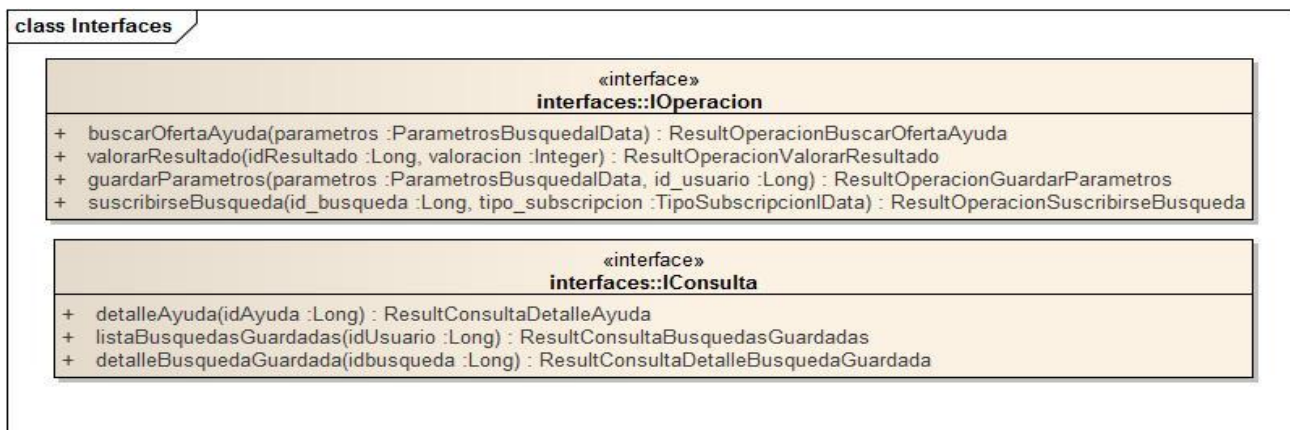 class Interfaces
«interface»
interfaces::IOperacion
+ buscarOfertaAyuda(parametros :ParametrosBusquedaIData) : ResultOperacionBuscarOfertaAyuda
+ valorarResultado(idResultado :Long, valoracion :Integer) : ResultOperacionValorarResultado
+ guardarParametros(parametros :ParametrosBusquedaIData, id_usuario :Long) : ResultOperacionGuardarParametros
+ suscribirseBusqueda(id_busqueda :Long, tipo_subscripcion :TipoSubscripcionIData) : ResultOperacionSuscribirseBusqueda
«interface»
interfaces::IConsulta
+ detalleAyuda(idAyuda :Long) : ResultConsultaDetalleAyuda
+ listaBusquedasGuardadas(idUsuario :Long) : ResultConsultaBusquedasGuardadas
+ detalleBusquedaGuardada(idbusqueda :Long) : ResultConsultaDetalleBusquedaGuardada